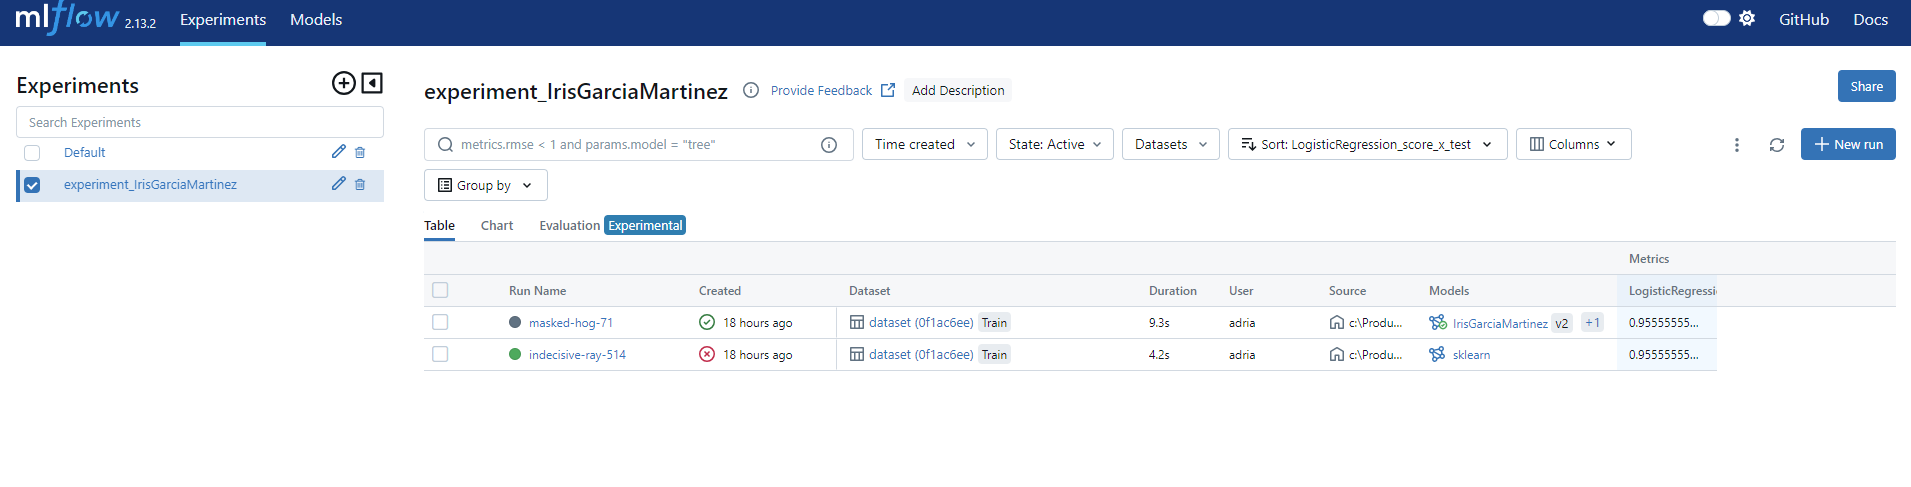 mlflow 2.13.2 Experiments Models GitHub Docs
Experiments
Search Experiments
Default
experiment_IrisGarciaMartinez
experiment_IrisGarciaMartinez Provide Feedback Add Description Share
metrics.rmse < 1 and params.model = "tree" Time created State: Active Datasets Sort: LogisticRegression_score_x_test Columns New run
Group by
Table Chart Evaluation Experimental
Metrics
Run Name Created Dataset Duration User Source Models LogisticRegressi
masked-hog-71 18 hours ago dataset (0f1ac6ee) Train 9.3s adria c:\Produ... IrisGarciaMartinez v2 +1 0.95555555...
indecisive-ray-514 18 hours ago dataset (0f1ac6ee) Train 4.2s adria c:\Produ... sklearn 0.95555555...